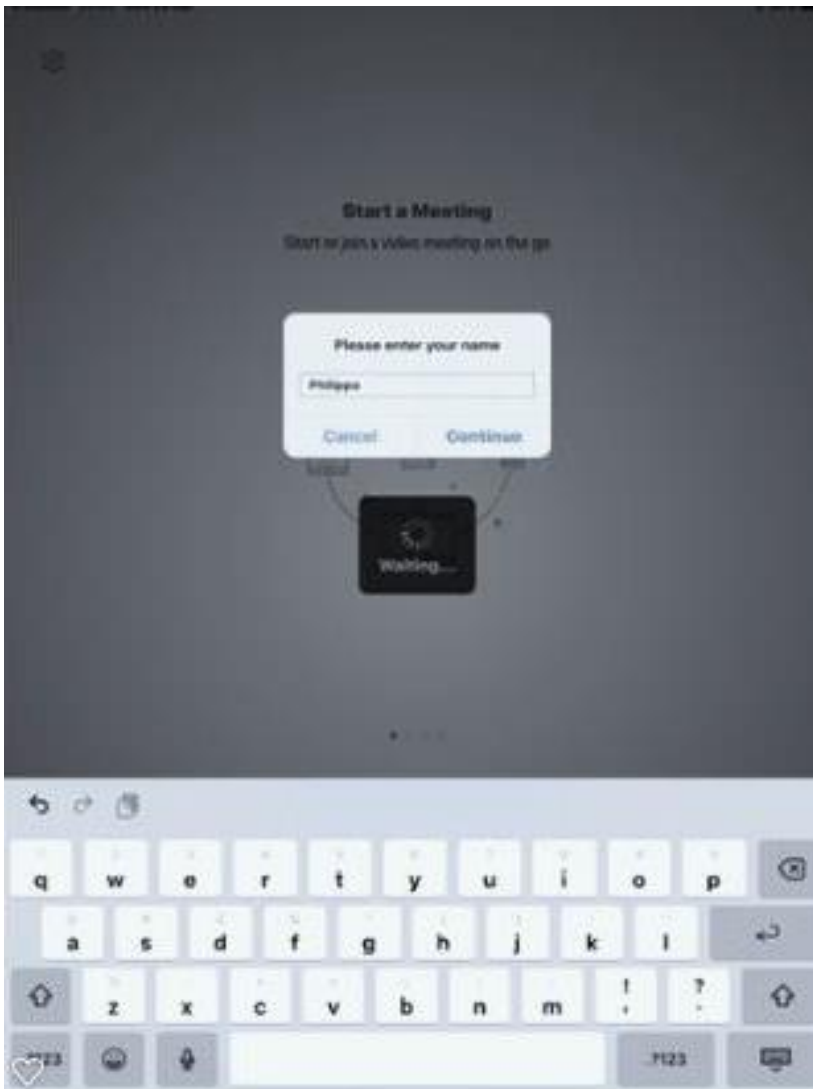 Start a Meeting
Start or join a video meeting on the go
Please enter your name
Philippa
Cancel
Continue
Waiting...
q w e r t y u i o p
a s d f g h j k l
z x c v b n m ! , ? .
.?123
.?123